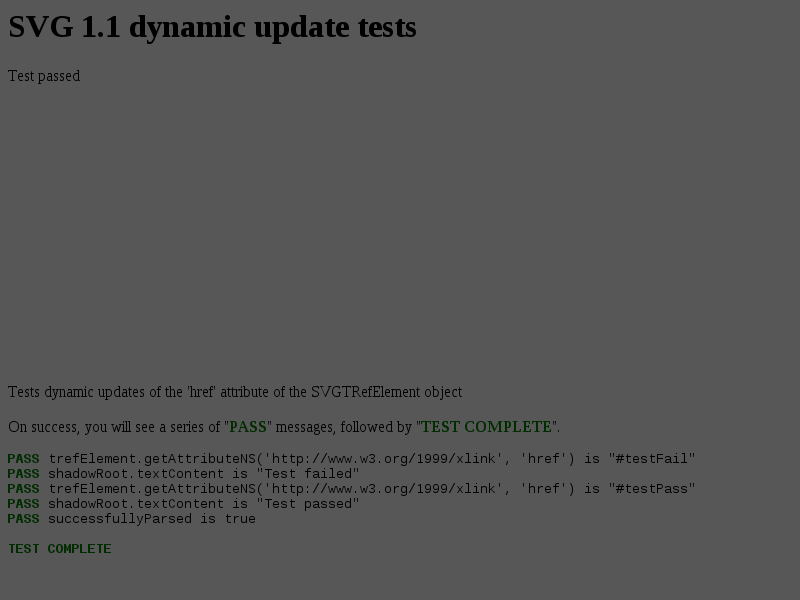 SVG 1.1 dynamic update tests
Test passed
Tests dynamic updates of the 'href' attribute of the SVGTRefElement object
On success, you will see a series of "PASS" messages, followed by "TEST COMPLETE".
PASS trefElement.getAttributeNS('http://www.w3.org/1999/xlink', 'href') is "#testFail"
PASS shadowRoot.textContent is "Test failed"
PASS trefElement.getAttributeNS('http://www.w3.org/1999/xlink', 'href') is "#testPass"
PASS shadowRoot.textContent is "Test passed"
PASS successfullyParsed is true
TEST COMPLETE